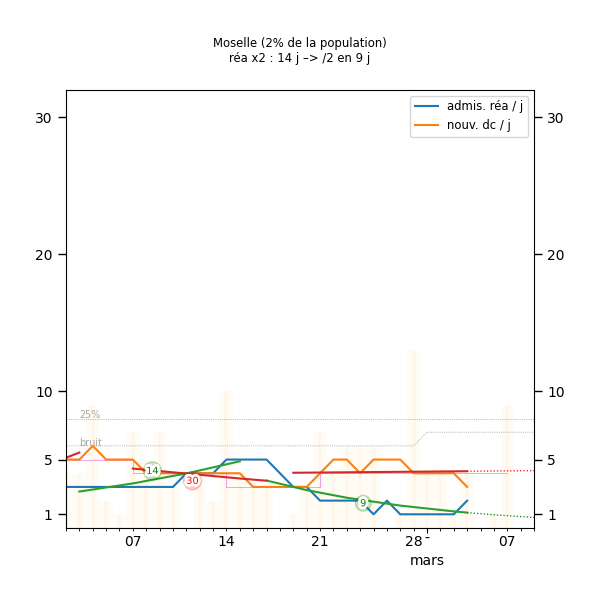 Moselle (2% de la population)
réa x2 : 14 j –> /2 en 9 j
admis. réa / j
nouv. dc / j
30 30
20 20
10 10
25%
bruit
5 5
14
30
9
1 1
07 14 21 28 07
mars